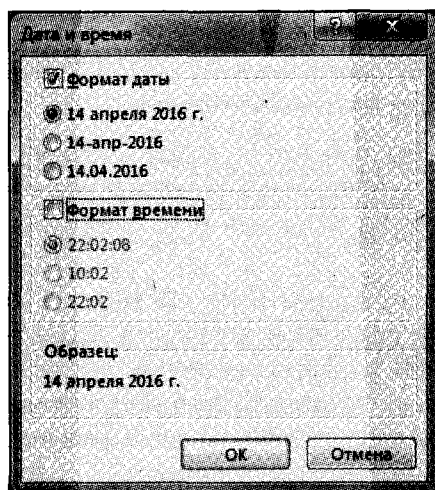 Дата и время
Формат даты
14 апреля 2016 г.
14-апр-2016
14.04.2016
Формат времени
22:02:08
10:02
22:02
Образец:
14 апреля 2016 г.
ОК
Отмена